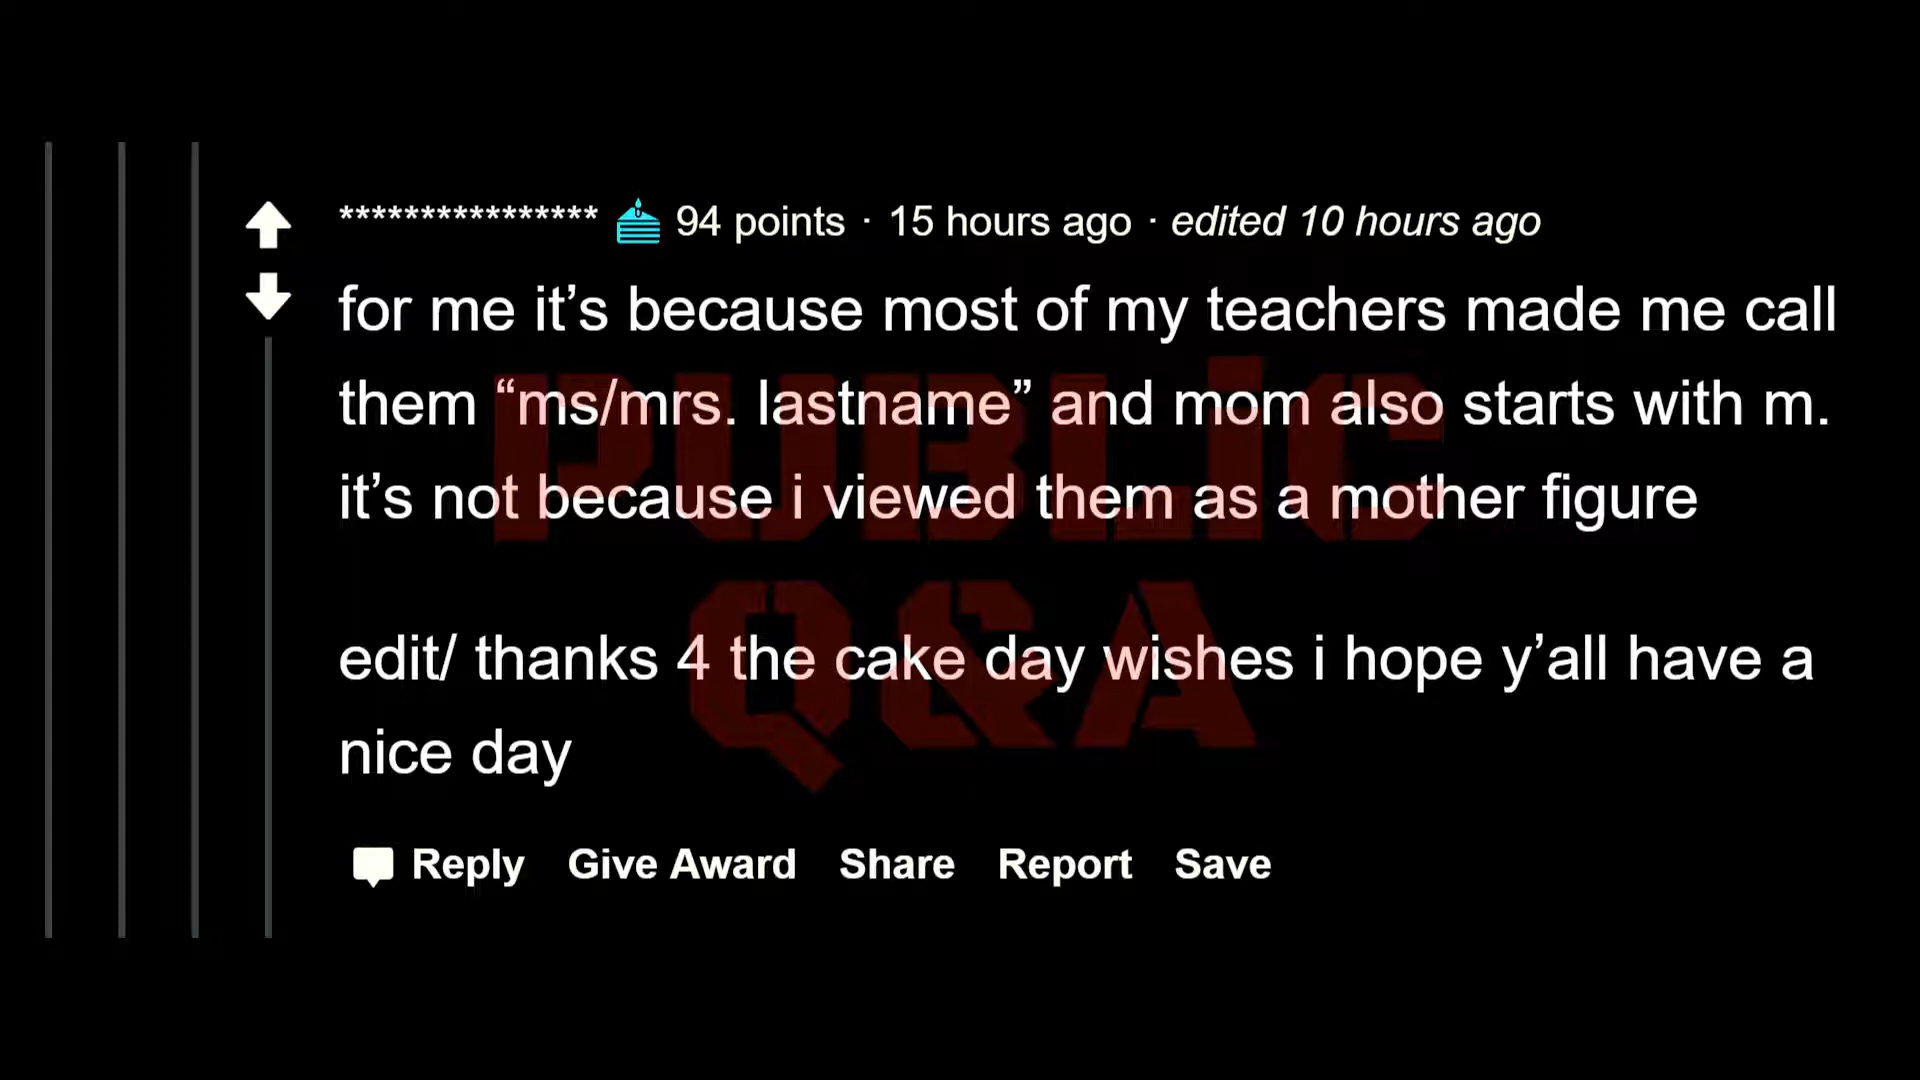 **************** 94 points · 15 hours ago · edited 10 hours ago
for me it’s because most of my teachers made me call
them “ms/mrs. lastname” and mom also starts with m.
it’s not because i viewed them as a mother figure
edit/ thanks 4 the cake day wishes i hope y’all have a
nice day
Reply Give Award Share Report Save
PUBLiC
Q&A